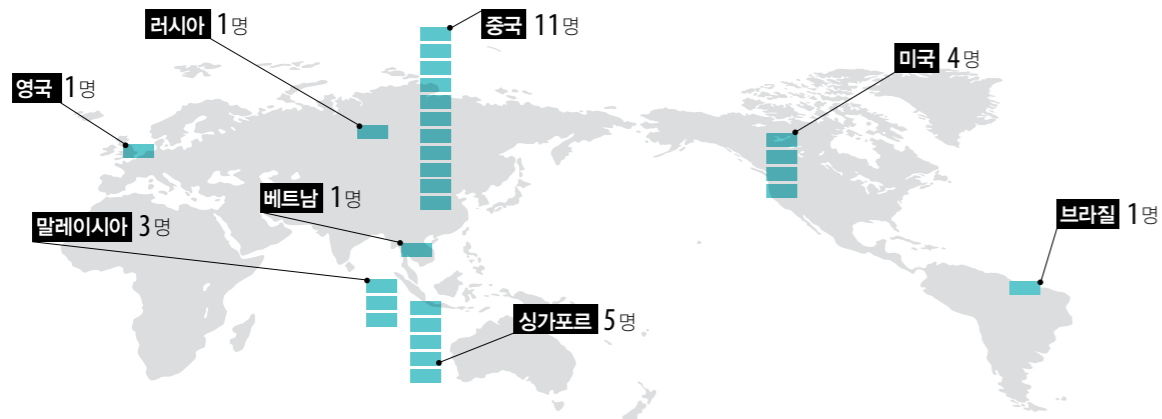 러시아 1명
중국 11명
미국 4명
영국 1명
베트남 1명
말레이시아 3명
브라질 1명
싱가포르 5명